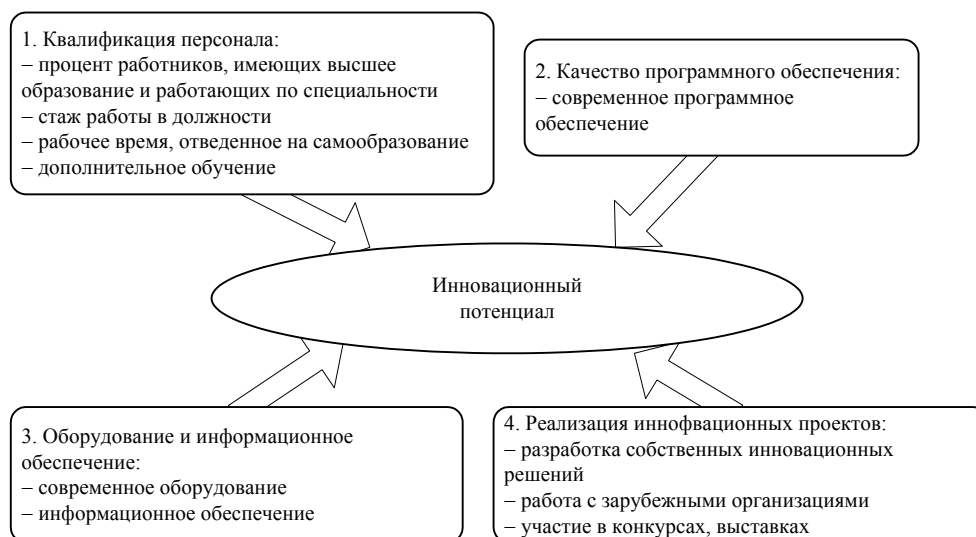 1. Квалификация персонала:
– процент работников, имеющих высшее
образование и работающих по специальности
– стаж работы в должности
– рабочее время, отведенное на самообразование
– дополнительное обучение
2. Качество программного обеспечения:
– современное программное
обеспечение
Инновационный
потенциал
3. Оборудование и информационное
обеспечение:
– современное оборудование
– информационное обеспечение
4. Реализация иннофвационных проектов:
– разработка собственных инновационных
решений
– работа с зарубежными организациями
– участие в конкурсах, выставках